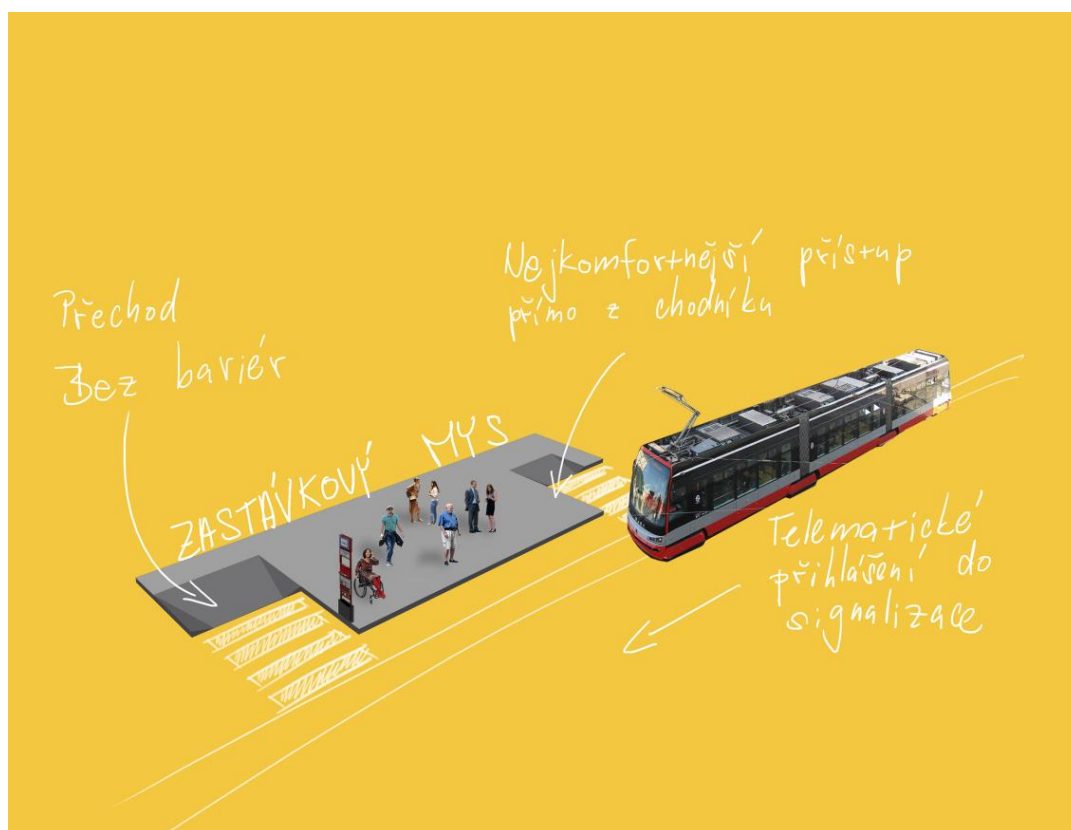 Nejkomfortnější přístup
přímo z chodníku
Přechod
Bez bariér
ZASTÁVKOVÝ MYS
Telematické
přihlášení do
signalizace